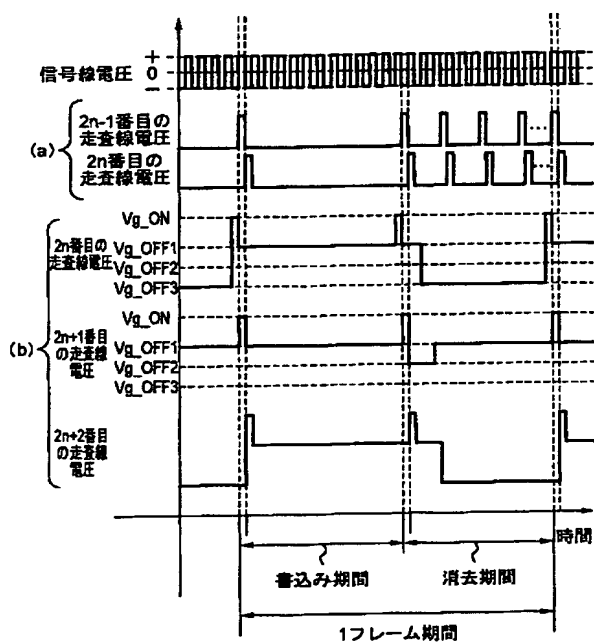 +
信号線電圧 0
−
(a)
2n-1番目の
走査線電圧
2n番目の
走査線電圧
(b)
2n番目の
走査線電圧
Vg_ON
Vg_OFF1
Vg_OFF2
Vg_OFF3
2n+1番目
の走査線
電圧
Vg_ON
Vg_OFF1
Vg_OFF2
Vg_OFF3
2n+2番目
の走査線
電圧
時間
書込み期間
消去期間
1フレーム期間